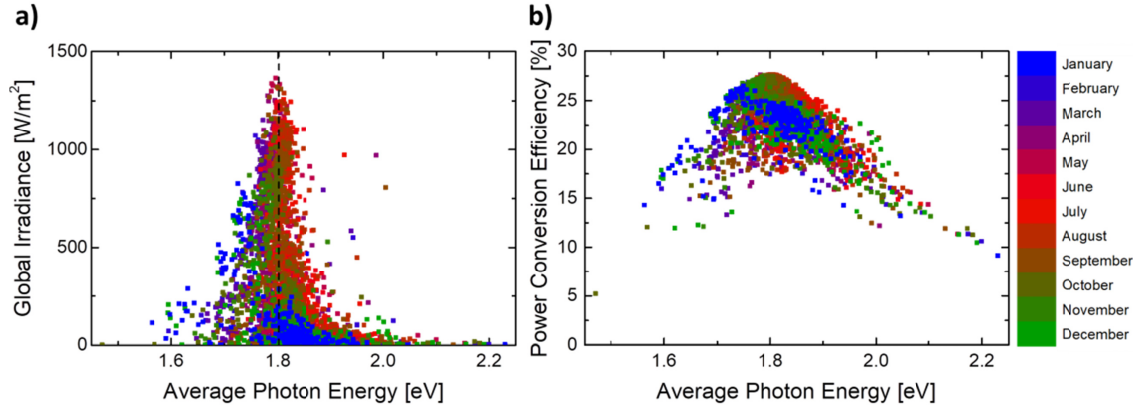 a)
Global Irradiance [W/m²]
1500
1000
500
0
1.6
1.8
2.0
2.2
Average Photon Energy [eV]
b)
Power Conversion Efficiency [%]
30
25
20
15
10
5
0
1.6
1.8
2.0
2.2
Average Photon Energy [eV]
January
February
March
April
May
June
July
August
September
October
November
December